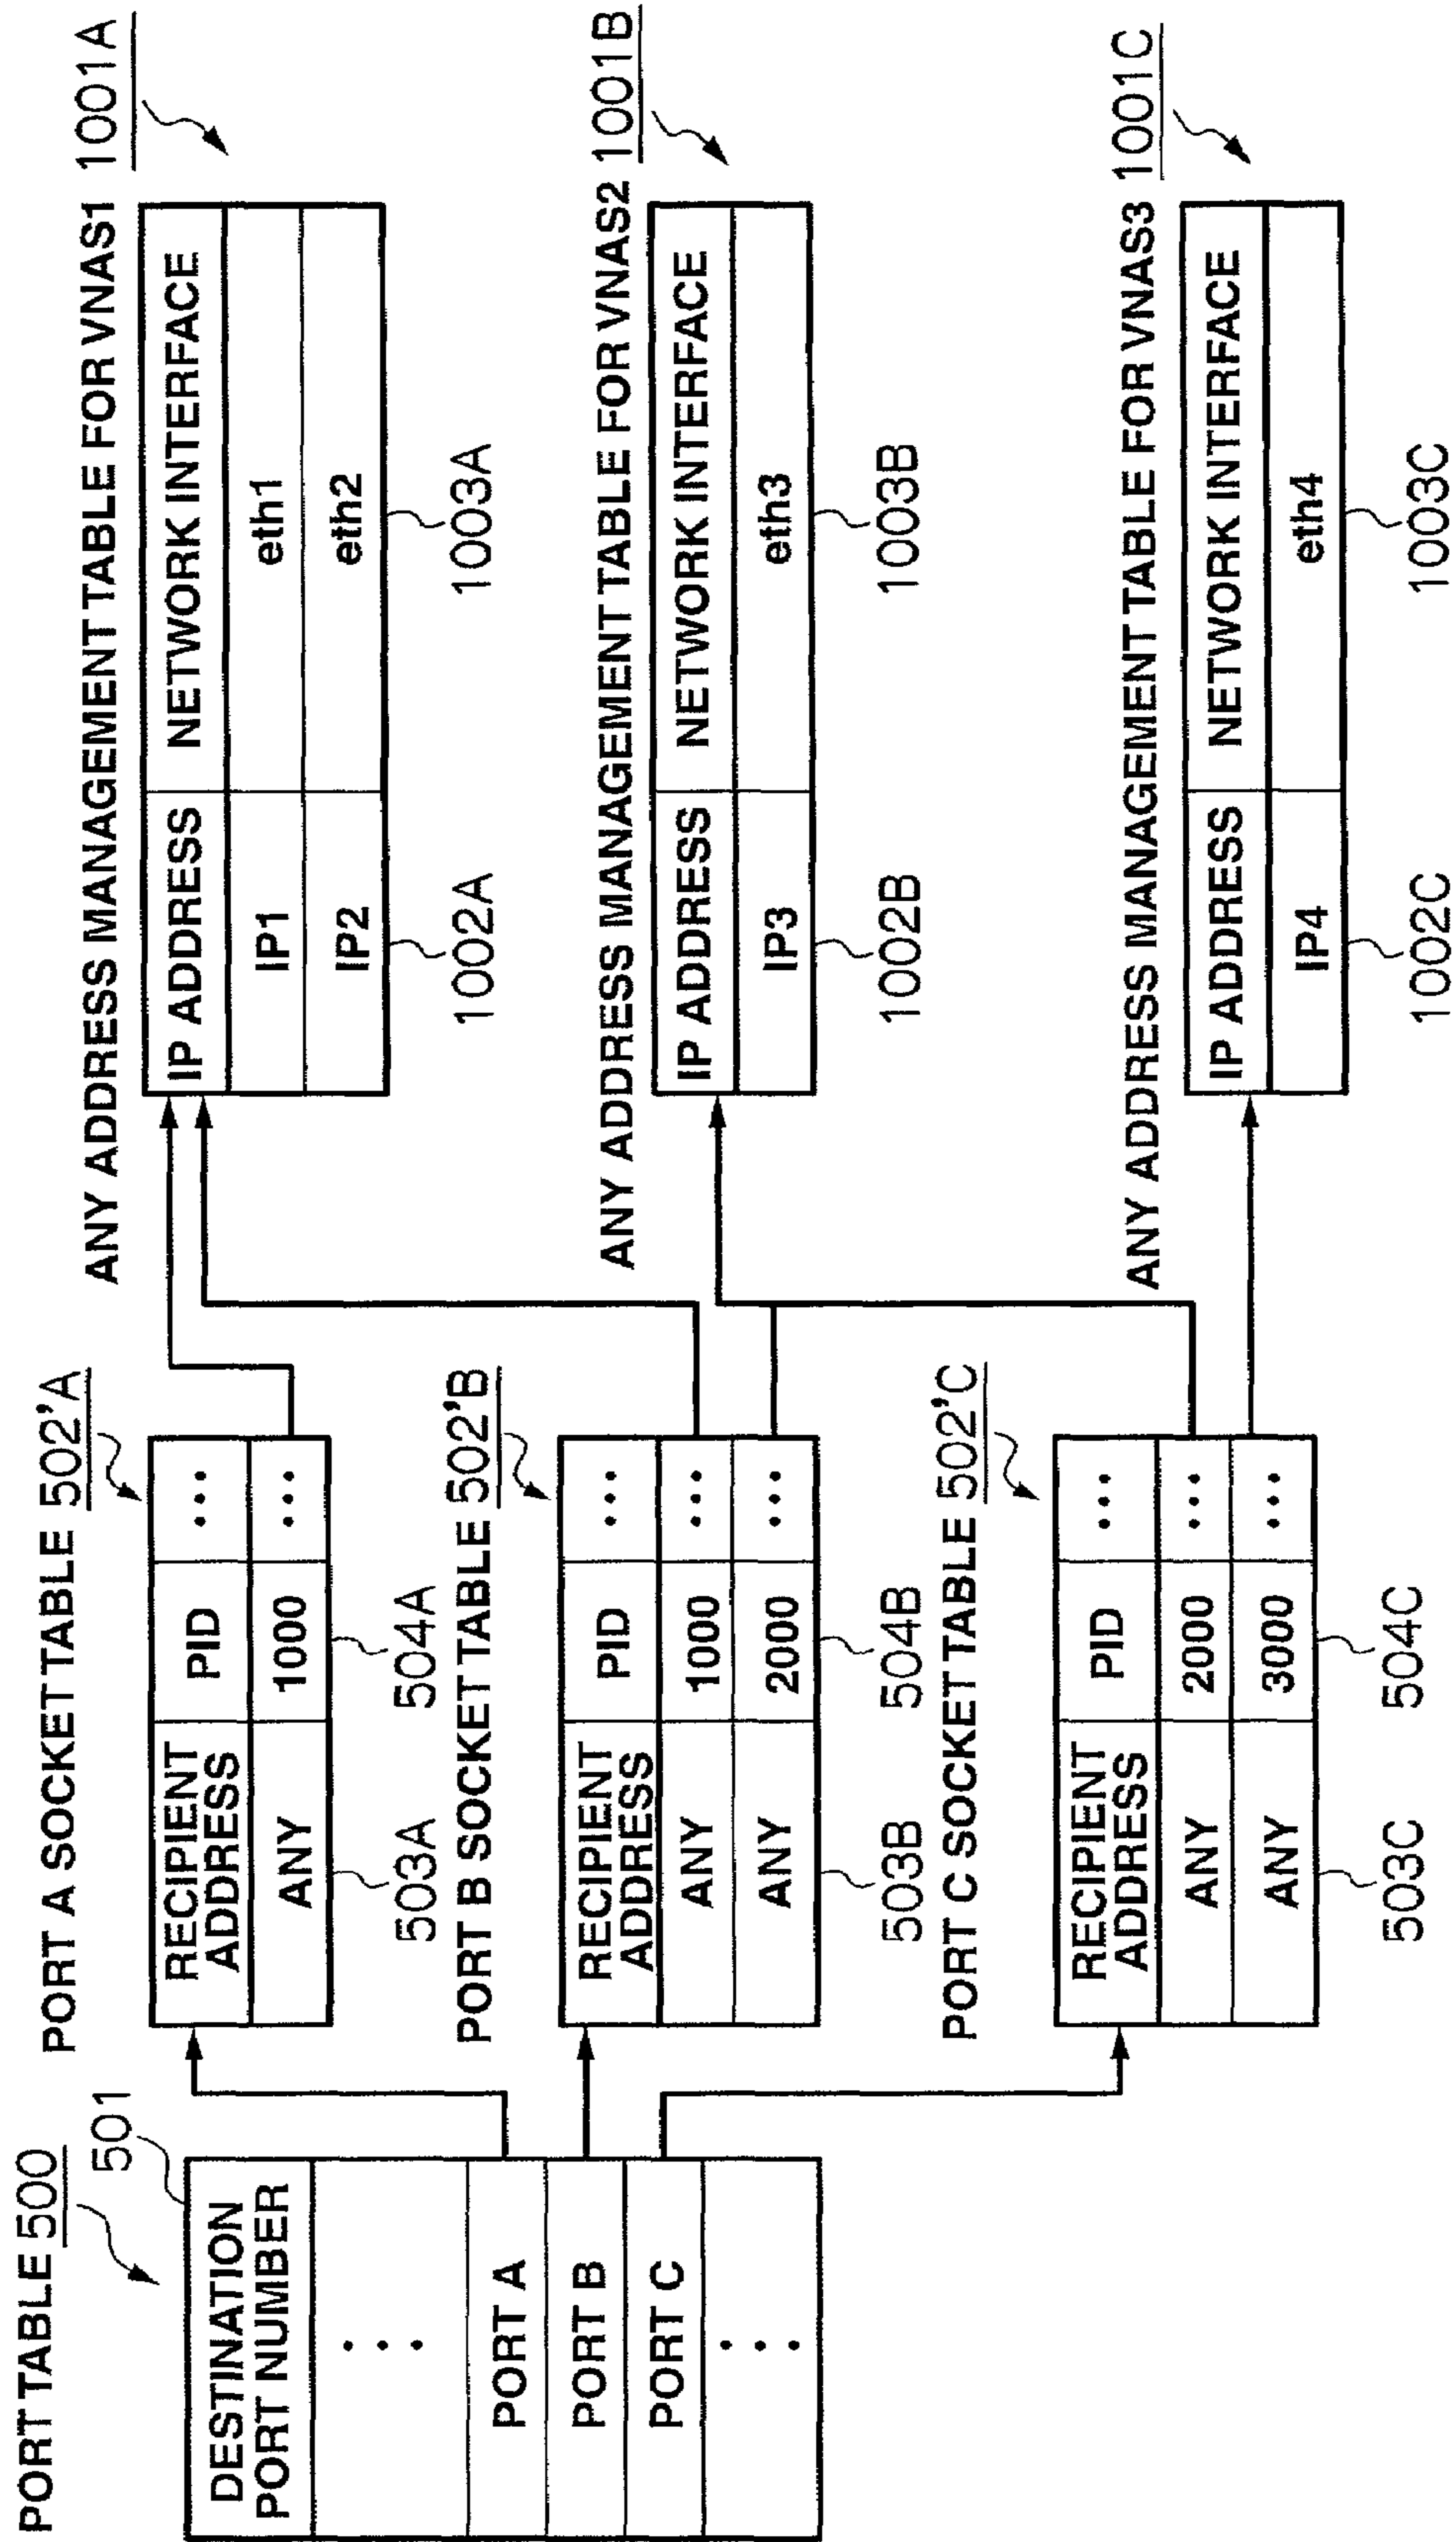 PORT TABLE 500
501
DESTINATION
PORT NUMBER
...
PORT A
PORT B
PORT C
...
PORT A SOCKET TABLE 502'A
RECIPIENT
ADDRESS
PID
...
ANY
1000
...
503A
504A
PORT B SOCKET TABLE 502'B
RECIPIENT
ADDRESS
PID
...
ANY
1000
...
ANY
2000
...
503B
504B
PORT C SOCKET TABLE 502'C
RECIPIENT
ADDRESS
PID
...
ANY
2000
...
ANY
3000
...
503C
504C
ANY ADDRESS MANAGEMENT TABLE FOR VNAS1 1001A
IP ADDRESS
NETWORK INTERFACE
IP1
eth1
IP2
eth2
1002A
1003A
ANY ADDRESS MANAGEMENT TABLE FOR VNAS2 1001B
IP ADDRESS
NETWORK INTERFACE
IP3
eth3
1002B
1003B
ANY ADDRESS MANAGEMENT TABLE FOR VNAS3 1001C
IP ADDRESS
NETWORK INTERFACE
IP4
eth4
1002C
1003C